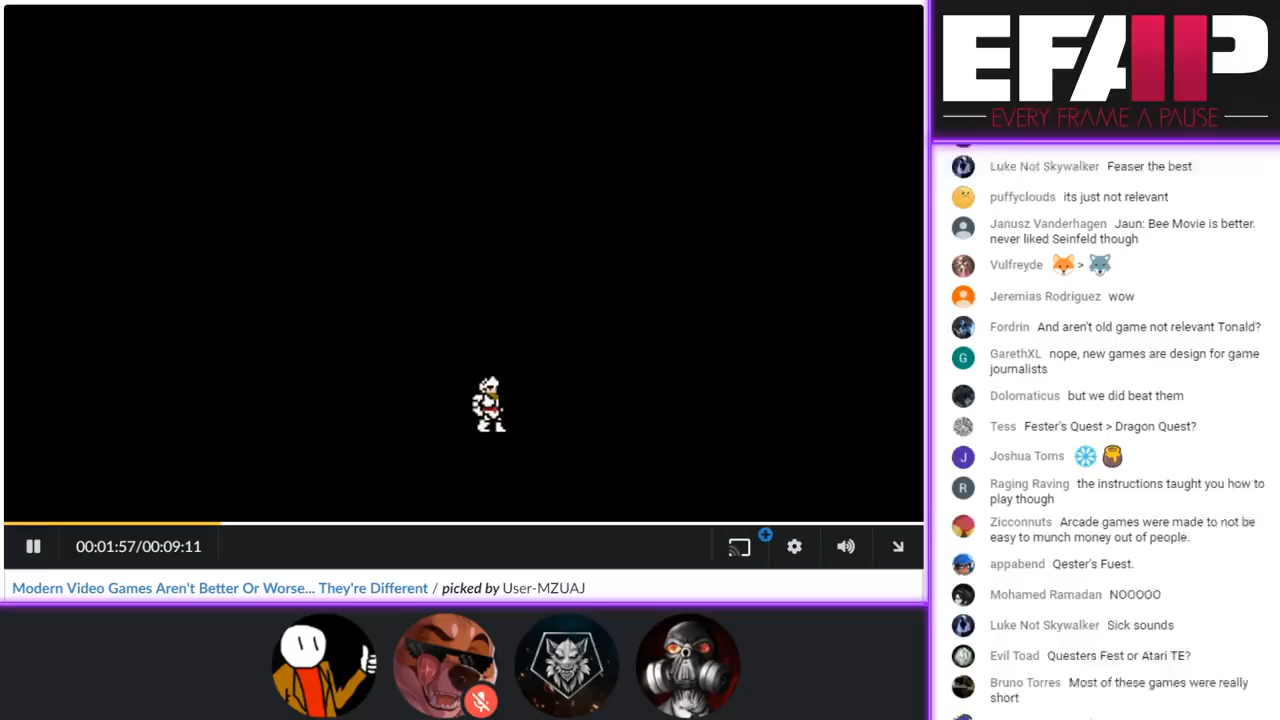 EFAP
EVERY FRAME A PAUSE
Luke Not Skywalker Feaser the best
puffyclouds its just not relevant
Janusz Vanderhagen Jaun: Bee Movie is better.
never liked Seinfeld though
Vulfreyde >
Jeremias Rodriguez wow
Fordrin And aren't old game not relevant Tonald?
G GarethXL nope, new games are design for game
journalists
Dolomaticus but we did beat them
Tess Fester's Quest > Dragon Quest?
J Joshua Toms
R Raging Raving the instructions taught you how to
play though
Zicconnuts Arcade games were made to not be
easy to munch money out of people.
appabend Qester's Fuest.
Mohamed Ramadan NOOOOO
Luke Not Skywalker Sick sounds
Evil Toad Questers Fest or Atari TE?
Bruno Torres Most of these games were really
short
00:01:57/00:09:11
Modern Video Games Aren't Better Or Worse... They're Different / picked by User-MZUAJ